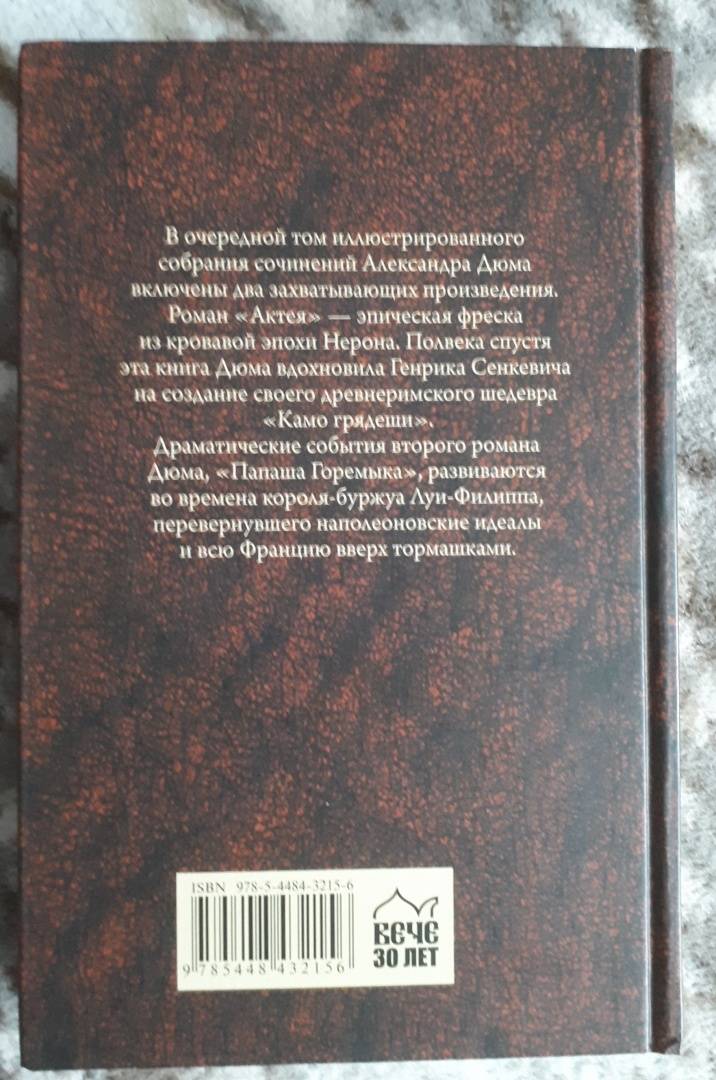 В очередной том иллюстрированного
собрания сочинений Александра Дюма
включены два захватывающих произведения.
Роман «Актея» — эпическая фреска
из кровавой эпохи Нерона. Полвека спустя
эта книга Дюма вдохновила Генрика Сенкевича
на создание своего древнеримского шедевра
«Камо грядеши».
Драматические события второго романа
Дюма, «Папаша Горемыка», развиваются
во времена короля-буржуа Луи-Филиппа,
перевернувшего наполеоновские идеалы
и всю Францию вверх тормашками.
ISBN 978-5-4484-3215-6
9 785448 432156
ВЕЧЕ
30 ЛЕТ